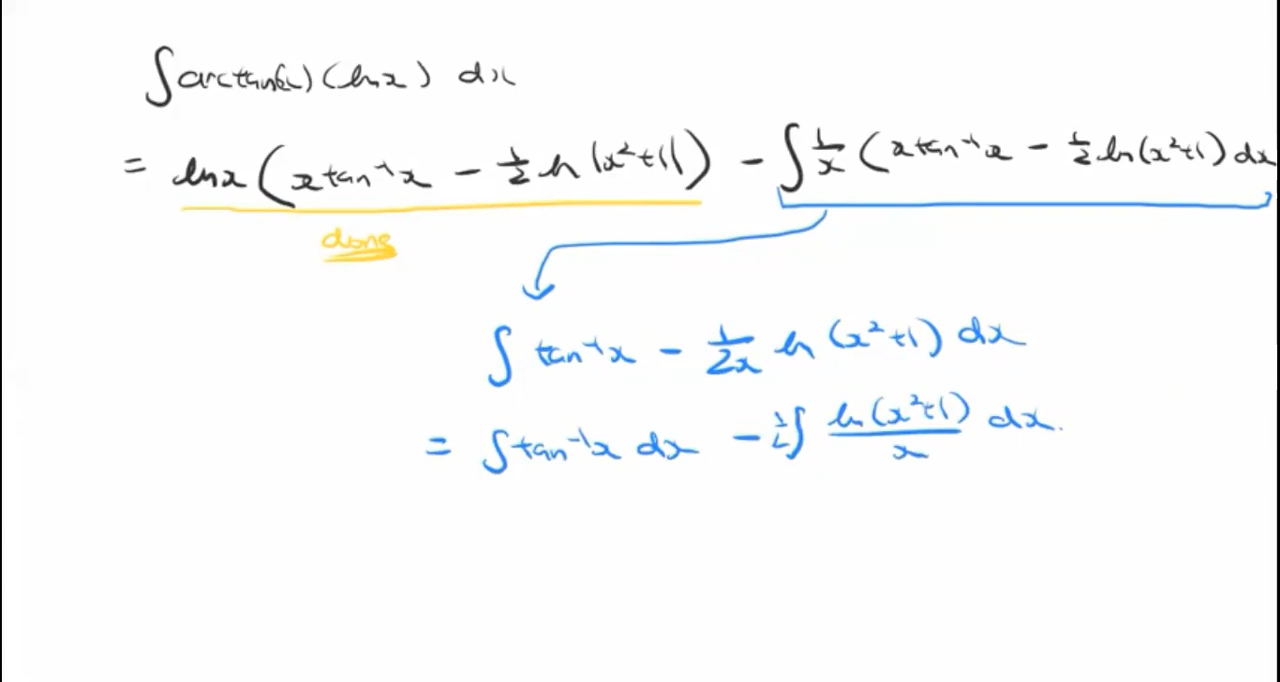 ∫arctan(x)(ln x) dx
= ln x (x tan⁻¹x − ½ ln(x²+1)) − ∫ 1/x (x tan⁻¹x − ½ ln(x²+1) dx
done
∫ tan⁻¹x − 1/2x ln(x²+1) dx
= ∫tan⁻¹x dx − ½∫ ln(x²+1)/x dx.